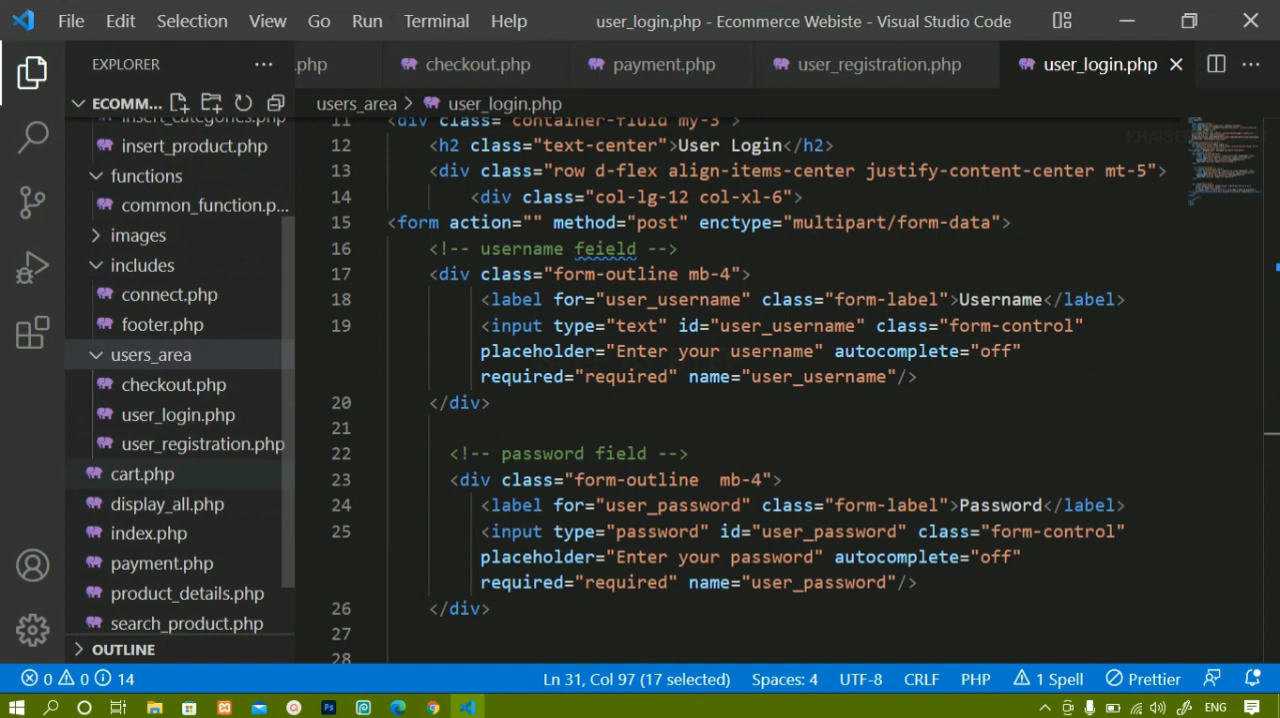 File Edit Selection View Go Run Terminal Help user_login.php - Ecommerce Webiste - Visual Studio Code
EXPLORER ... .php checkout.php payment.php user_registration.php user_login.php
ECOMM...
users_area > user_login.php
insert_categories.php
insert_product.php
functions
common_function.p...
images
includes
connect.php
footer.php
users_area
checkout.php
user_login.php
user_registration.php
cart.php
display_all.php
index.php
payment.php
product_details.php
search_product.php
OUTLINE
11 <div class="container-fluid my-3">
12 <h2 class="text-center">User Login</h2>
13 <div class="row d-flex align-items-center justify-content-center mt-5">
14 <div class="col-lg-12 col-xl-6">
15 <form action="" method="post" enctype="multipart/form-data">
16 <!-- username feield -->
17 <div class="form-outline mb-4">
18 <label for="user_username" class="form-label">Username</label>
19 <input type="text" id="user_username" class="form-control"
placeholder="Enter your username" autocomplete="off"
required="required" name="user_username"/>
20 </div>
21
22 <!-- password field -->
23 <div class="form-outline  mb-4">
24 <label for="user_password" class="form-label">Password</label>
25 <input type="password" id="user_password" class="form-control"
placeholder="Enter your password" autocomplete="off"
required="required" name="user_password"/>
26 </div>
27
28
0 0 14 Ln 31, Col 97 (17 selected) Spaces: 4 UTF-8 CRLF PHP 1 Spell Prettier
ENG